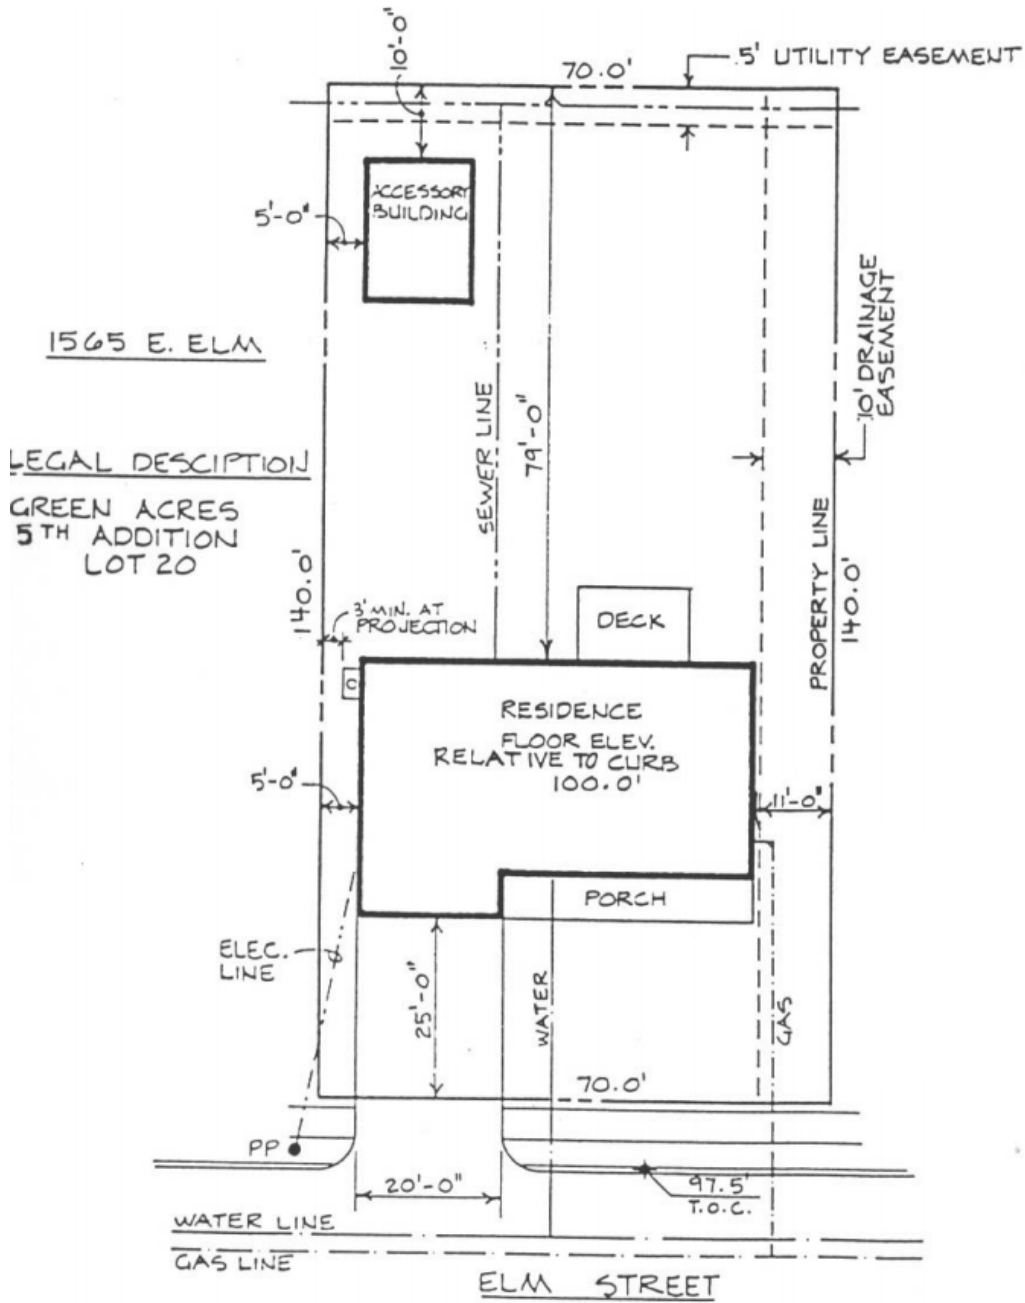 10'-0"
70.0'
.5' UTILITY EASEMENT
ACCESSORY
BUILDING
5'-0"
10' DRAINAGE
EASEMENT
1565 E. ELM
SEWER LINE
79'-0"
LEGAL DESCIPTION
GREEN ACRES
5TH ADDITION
LOT 20
140.0'
3' MIN. AT
PROJECTION
DECK
PROPERTY LINE
140.0'
C
RESIDENCE
FLOOR ELEV.
RELATIVE TO CURB
100.0'
5'-0"
11'-0"
PORCH
ELEC.
LINE
25'-0"
WATER
GAS
70.0'
PP
20'-0"
97.5'
T.O.C.
WATER LINE
GAS LINE
ELM STREET